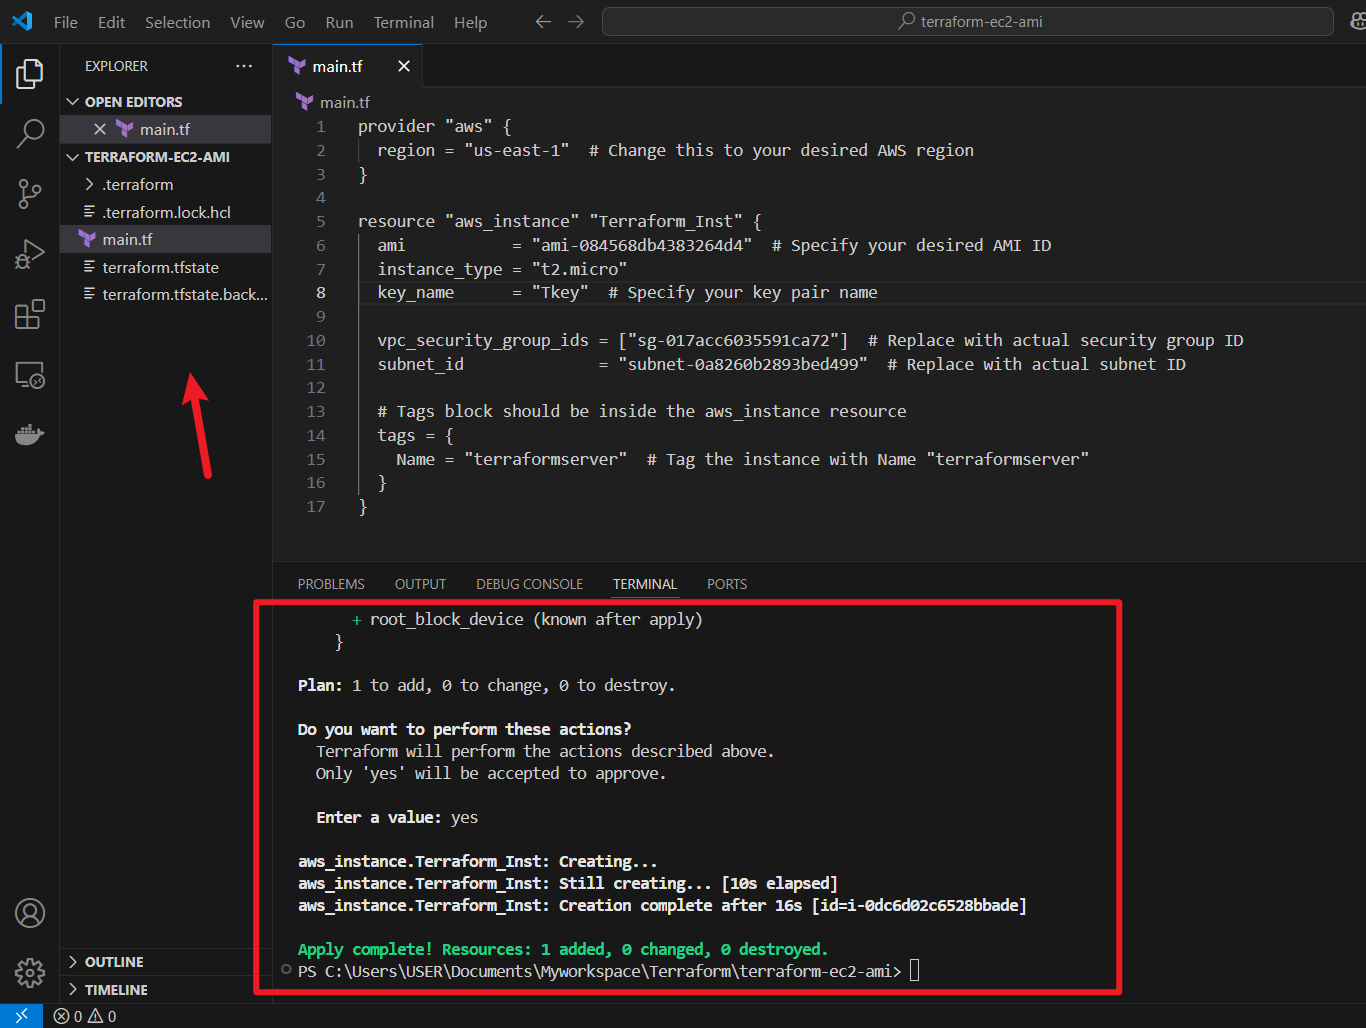 File Edit Selection View Go Run Terminal Help
terraform-ec2-ami
EXPLORER
OPEN EDITORS
main.tf
TERRAFORM-EC2-AMI
.terraform
.terraform.lock.hcl
main.tf
terraform.tfstate
terraform.tfstate.back...
OUTLINE
TIMELINE
0 0
main.tf
main.tf
1 provider "aws" {
2   region = "us-east-1"  # Change this to your desired AWS region
3 }
4
5 resource "aws_instance" "Terraform_Inst" {
6   ami           = "ami-084568db4383264d4"  # Specify your desired AMI ID
7   instance_type = "t2.micro"
8   key_name      = "Tkey"  # Specify your key pair name
9
10   vpc_security_group_ids = ["sg-017acc6035591ca72"]  # Replace with actual security group ID
11   subnet_id              = "subnet-0a8260b2893bed499"  # Replace with actual subnet ID
12
13   # Tags block should be inside the aws_instance resource
14   tags = {
15     Name = "terraformserver"  # Tag the instance with Name "terraformserver"
16   }
17 }
PROBLEMS OUTPUT DEBUG CONSOLE TERMINAL PORTS
+ root_block_device (known after apply)
}
Plan: 1 to add, 0 to change, 0 to destroy.
Do you want to perform these actions?
Terraform will perform the actions described above.
Only 'yes' will be accepted to approve.
Enter a value: yes
aws_instance.Terraform_Inst: Creating...
aws_instance.Terraform_Inst: Still creating... [10s elapsed]
aws_instance.Terraform_Inst: Creation complete after 16s [id=i-0dc6d02c6528bbade]
Apply complete! Resources: 1 added, 0 changed, 0 destroyed.
PS C:\Users\USER\Documents\Myworkspace\Terraform\terraform-ec2-ami>